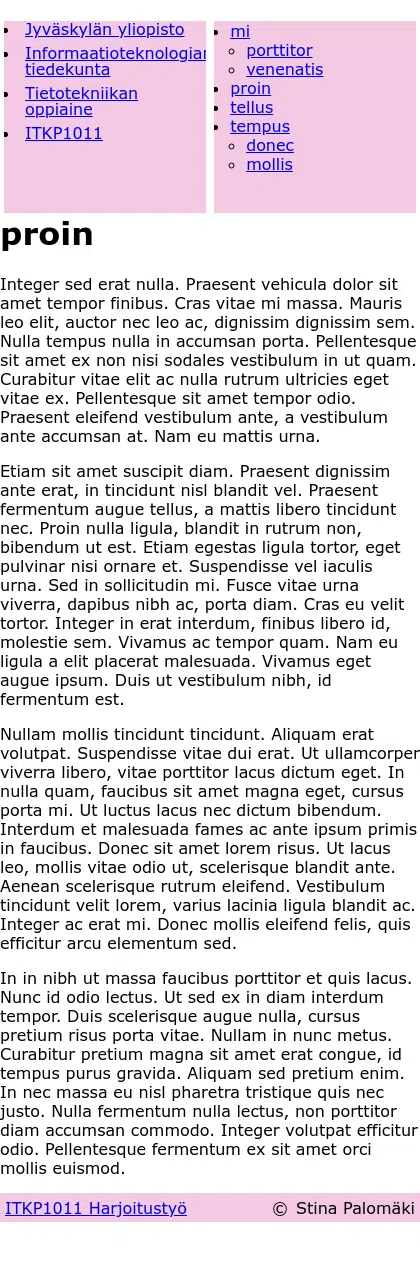 Jyväskylän yliopisto
Informaatioteknologian
tiedekunta
Tietotekniikan
oppiaine
ITKP1011
mi
porttitor
venenatis
proin
tellus
tempus
donec
mollis
proin
Integer sed erat nulla. Praesent vehicula dolor sit
amet tempor finibus. Cras vitae mi massa. Mauris
leo elit, auctor nec leo ac, dignissim dignissim sem.
Nulla tempus nulla in accumsan porta. Pellentesque
sit amet ex non nisi sodales vestibulum in ut quam.
Curabitur vitae elit ac nulla rutrum ultricies eget
vitae ex. Pellentesque sit amet tempor odio.
Praesent eleifend vestibulum ante, a vestibulum
ante accumsan at. Nam eu mattis urna.
Etiam sit amet suscipit diam. Praesent dignissim
ante erat, in tincidunt nisl blandit vel. Praesent
fermentum augue tellus, a mattis libero tincidunt
nec. Proin nulla ligula, blandit in rutrum non,
bibendum ut est. Etiam egestas ligula tortor, eget
pulvinar nisi ornare et. Suspendisse vel iaculis
urna. Sed in sollicitudin mi. Fusce vitae urna
viverra, dapibus nibh ac, porta diam. Cras eu velit
tortor. Integer in erat interdum, finibus libero id,
molestie sem. Vivamus ac tempor quam. Nam eu
ligula a elit placerat malesuada. Vivamus eget
augue ipsum. Duis ut vestibulum nibh, id
fermentum est.
Nullam mollis tincidunt tincidunt. Aliquam erat
volutpat. Suspendisse vitae dui erat. Ut ullamcorper
viverra libero, vitae porttitor lacus dictum eget. In
nulla quam, faucibus sit amet magna eget, cursus
porta mi. Ut luctus lacus nec dictum bibendum.
Interdum et malesuada fames ac ante ipsum primis
in faucibus. Donec sit amet lorem risus. Ut lacus
leo, mollis vitae odio ut, scelerisque blandit ante.
Aenean scelerisque rutrum eleifend. Vestibulum
tincidunt velit lorem, varius lacinia ligula blandit ac.
Integer ac erat mi. Donec mollis eleifend felis, quis
efficitur arcu elementum sed.
In in nibh ut massa faucibus porttitor et quis lacus.
Nunc id odio lectus. Ut sed ex in diam interdum
tempor. Duis scelerisque augue nulla, cursus
pretium risus porta vitae. Nullam in nunc metus.
Curabitur pretium magna sit amet erat congue, id
tempus purus gravida. Aliquam sed pretium enim.
In nec massa eu nisl pharetra tristique quis nec
justo. Nulla fermentum nulla lectus, non porttitor
diam accumsan commodo. Integer volutpat efficitur
odio. Pellentesque fermentum ex sit amet orci
mollis euismod.
ITKP1011 Harjoitustyö © Stina Palomäki